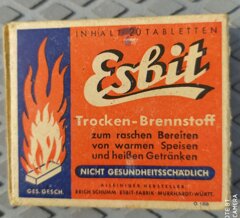 INHALT 20 TABLETTEN
Esbit
Trocken-Brennstoff
zum raschen Bereiten
von warmen Speisen
und heißen Getränken
NICHT GESUNDHEITSSCHÄDLICH
GES. GESCH.
ALLEINIGER HERSTELLER
ERICH SCHUMM, ESBIT-FABRIK, MURRHARDT-WÜRTT.